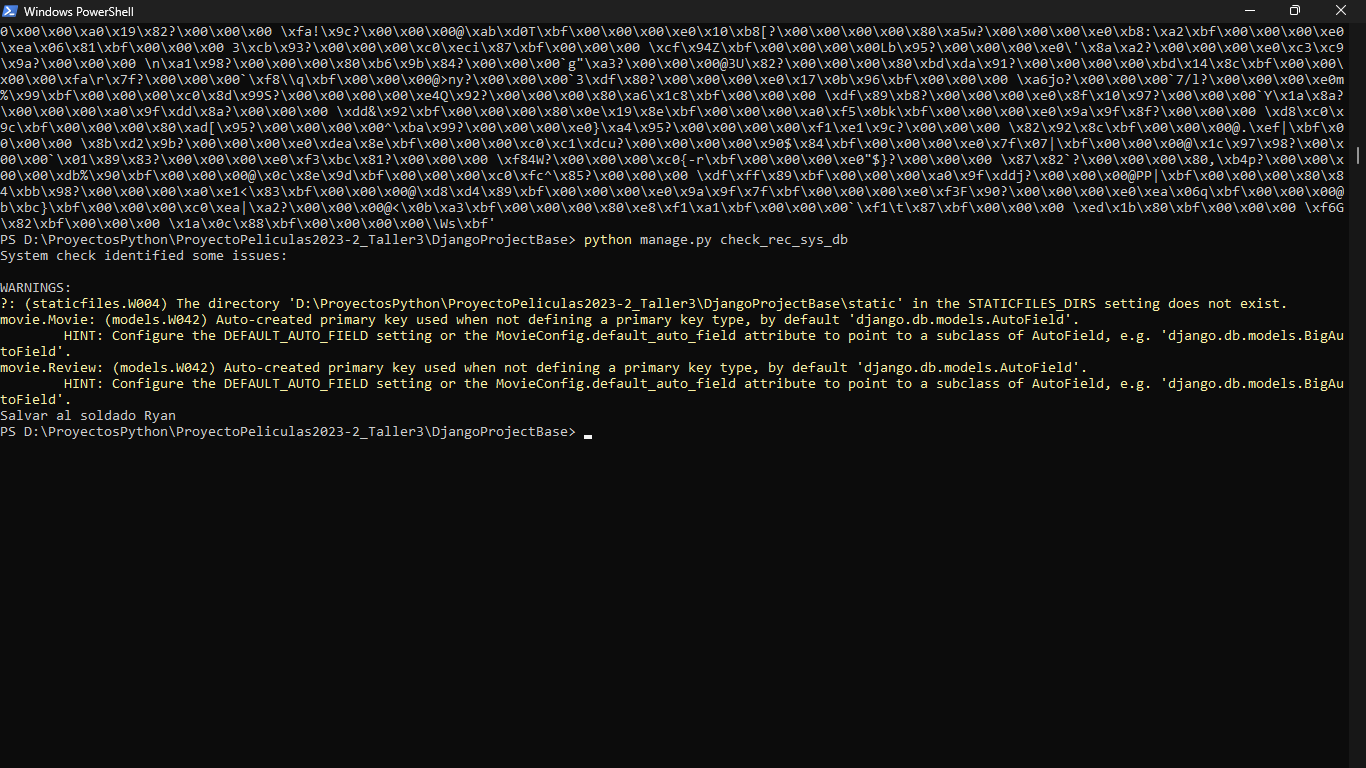 Windows PowerShell
0\x00\x00\xa0\x19\x82?\x00\x00\x00\x00 \xfa!\x9c?\x00\x00\x00\x00@\xab\xd0T\xbf\x00\x00\x00\x00\xe0\x10\xb8[?\x00\x00\x00\x00\x80\xa5w?\x00\x00\x00\xe0\xb8:\xa2\xbf\x00\x00\x00\xe0
\xea\x06\x81\xbf\x00\x00\x00 3\xcb\x93?\x00\x00\x00\xc0\xeci\x87\xbf\x00\x00\x00 \xcf\x94Z\xbf\x00\x00\x00\x00Lb\x95?\x00\x00\x00\xe0\'\x8a\xa2?\x00\x00\x00\xe0\xc3\xc9
\x9a?\x00\x00\x00 \n\xa1\x98?\x00\x00\x00\x80\xb6\x9b\x84?\x00\x00\x00`g"\xa3?\x00\x00\x00@3U\x82?\x00\x00\x00\x80\xbd\xda\x91?\x00\x00\x00\x00\xbd\x14\x8c\xbf\x00\x00\
x00\x00\xfa\r\x7f?\x00\x00\x00`\xf8\\q\xbf\x00\x00\x00@>ny?\x00\x00\x00`3\xdf\x80?\x00\x00\x00\xe0\x17\x0b\x96\xbf\x00\x00\x00 \xa6jo?\x00\x00\x00`7/l?\x00\x00\x00\xe0m
%\x99\xbf\x00\x00\x00\xc0\x8d\x99S?\x00\x00\x00\xe4Q\x92?\x00\x00\x00\x80\xa6\x1c8\xbf\x00\x00\x00 \xdf\x89\xb8?\x00\x00\x00\xe0\x8f\x10\x97?\x00\x00\x00`Y\x1a\x8a?
\x00\x00\x00\xa0\x9f\xdd\x8a?\x00\x00\x00 \xdd&\x92\xbf\x00\x00\x00\x80\x0e\x19\x8e\xbf\x00\x00\x00\xa0\xf5\x0bk\xbf\x00\x00\x00\xe0\x9a\x9f\x8f?\x00\x00\x00 \xd8\xc0\x
9c\xbf\x00\x00\x00\x80\xad[\x95?\x00\x00\x00\x00^\xba\x99?\x00\x00\x00\xe0}\xa4\x95?\x00\x00\x00\x00\xf1\xe1\x9c?\x00\x00\x00 \x82\x92\x8c\xbf\x00\x00\x00@.\xef|\xbf\x0
0\x00\x00 \x8b\xd2\x9b?\x00\x00\x00\xe0\xdea\x8e\xbf\x00\x00\x00\xc0\xc1\xdcu?\x00\x00\x00\x90$\x84\xbf\x00\x00\x00\xe0\x7f\x07|\xbf\x00\x00\x00@\x1c\x97\x98?\x00\x
00\x00`\x01\x89\x83?\x00\x00\x00\xe0\xf3\xbc\x81?\x00\x00\x00 \xf84W?\x00\x00\x00\xc0{-r\xbf\x00\x00\x00\xe0"$}?\x00\x00\x00 \x87\x82`?\x00\x00\x00\x80,\xb4p?\x00\x00\x
00\x00\xdb%\x90\xbf\x00\x00\x00@\x0c\x8e\x9d\xbf\x00\x00\x00\xc0\xfc^\x85?\x00\x00\x00 \xdf\xff\x89\xbf\x00\x00\x00\xa0\x9f\xddj?\x00\x00\x00@PP|\xbf\x00\x00\x00\x80\x8
4\xbb\x98?\x00\x00\x00\xa0\xe1<\x83\xbf\x00\x00\x00@\xd8\xd4\x89\xbf\x00\x00\x00\xe0\x9a\x9f\x7f\xbf\x00\x00\x00\xe0\xf3F\x90?\x00\x00\x00\xe0\xea\x06q\xbf\x00\x00\x00@
b\xbc}\xbf\x00\x00\x00\xc0\xea|\xa2?\x00\x00\x00@<\x0b\xa3\xbf\x00\x00\x00\x80\xe8\xf1\xa1\xbf\x00\x00\x00`\xf1\t\x87\xbf\x00\x00\x00 \xed\x1b\x80\xbf\x00\x00\x00 \xf6G
\x82\xbf\x00\x00\x00 \x1a\x0c\x88\xbf\x00\x00\x00\x00\\Ws\xbf'
PS D:\ProyectosPython\ProyectoPeliculas2023-2_Taller3\DjangoProjectBase> python manage.py check_rec_sys_db
System check identified some issues:
WARNINGS:
?: (staticfiles.W004) The directory 'D:\ProyectosPython\ProyectoPeliculas2023-2_Taller3\DjangoProjectBase\static' in the STATICFILES_DIRS setting does not exist.
movie.Movie: (models.W042) Auto-created primary key used when not defining a primary key type, by default 'django.db.models.AutoField'.
HINT: Configure the DEFAULT_AUTO_FIELD setting or the MovieConfig.default_auto_field attribute to point to a subclass of AutoField, e.g. 'django.db.models.BigAu
toField'.
movie.Review: (models.W042) Auto-created primary key used when not defining a primary key type, by default 'django.db.models.AutoField'.
HINT: Configure the DEFAULT_AUTO_FIELD setting or the MovieConfig.default_auto_field attribute to point to a subclass of AutoField, e.g. 'django.db.models.BigAu
toField'.
Salvar al soldado Ryan
PS D:\ProyectosPython\ProyectoPeliculas2023-2_Taller3\DjangoProjectBase>